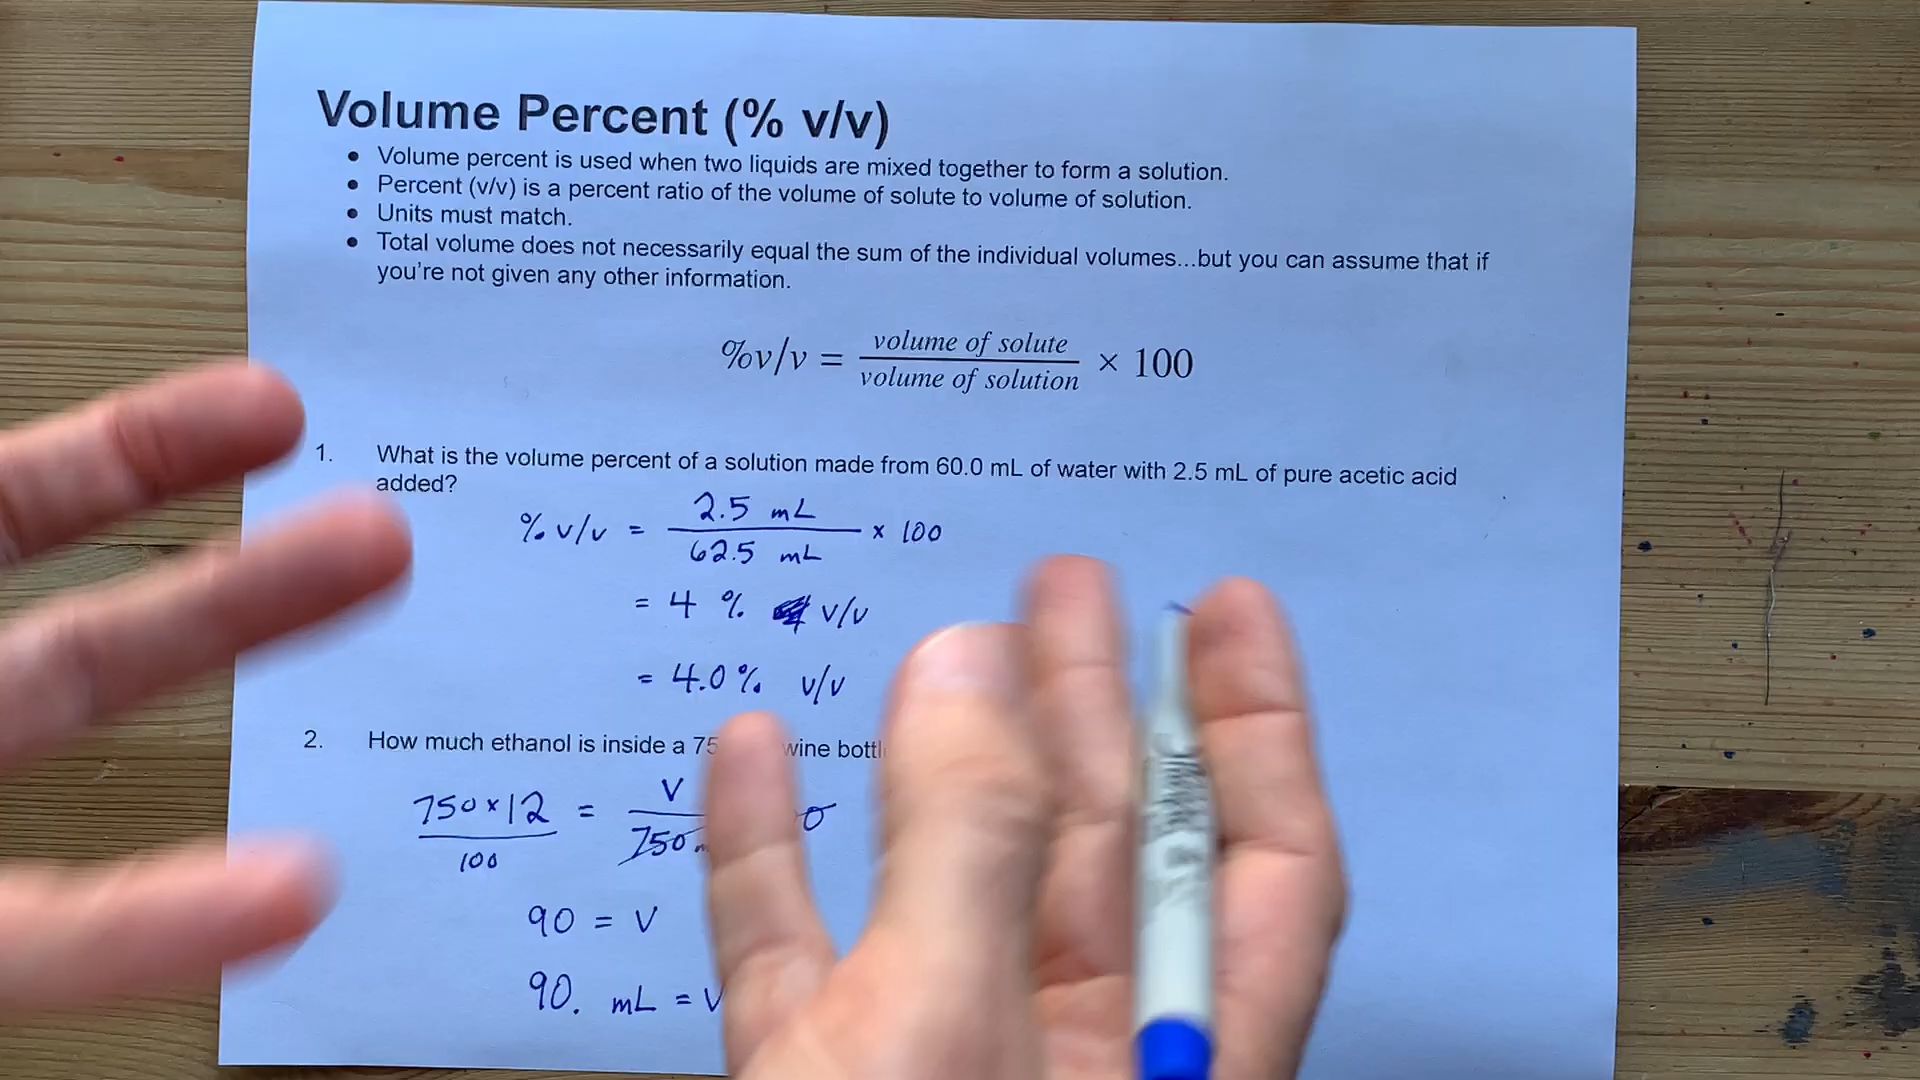 Volume Percent (% v/v)
• Volume percent is used when two liquids are mixed together to form a solution.
• Percent (v/v) is a percent ratio of the volume of solute to volume of solution.
• Units must match.
• Total volume does not necessarily equal the sum of the individual volumes...but you can assume that if
you're not given any other information.
%v/v = volume of solute / volume of solution × 100
1. What is the volume percent of a solution made from 60.0 mL of water with 2.5 mL of pure acetic acid
added?
% v/v = 2.5 mL / 62.5 mL x 100
= 4 % v/v
= 4.0 % v/v
2. How much ethanol is inside a wine
750 x 12 / 100 = V / 750
90 = V
90. mL = V